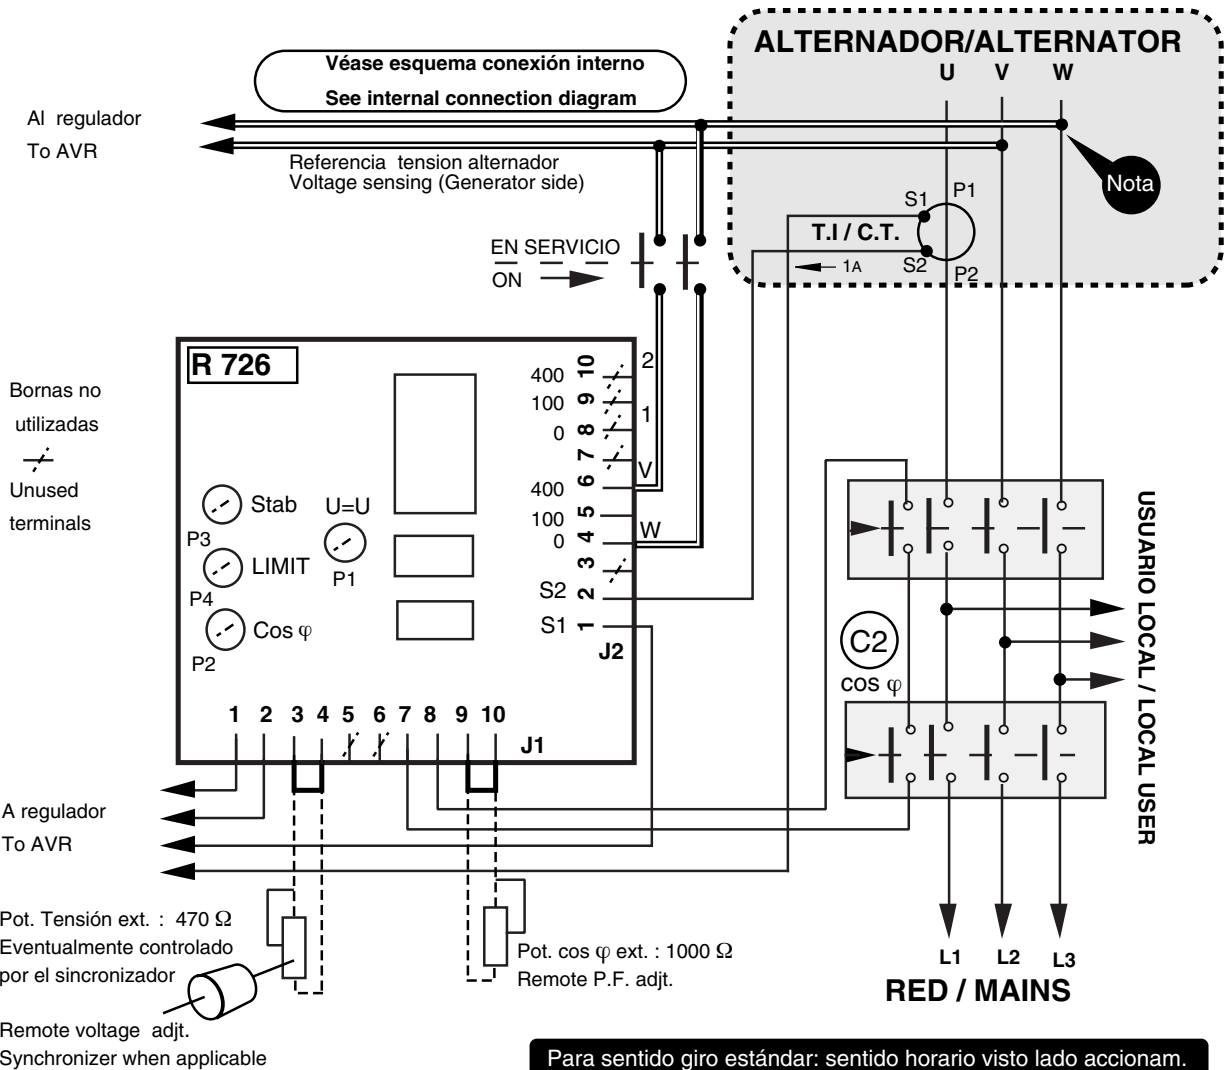 ALTERNADOR/ALTERNATOR
U V W
Véase esquema conexión interno
See internal connection diagram
Al regulador
To AVR
Referencia tension alternador
Voltage sensing (Generator side)
Nota
S1 P1
T.I / C.T.
S2 P2
1A
EN SERVICIO
ON
R 726
Bornas no
utilizadas
Unused
terminals
400 10 2
100 9 1
0 8
7 V
400 6
100 5
0 4 W
3
S2 2
S1 1
J2
Stab
P3
U=U
P1
LIMIT
P4
Cos φ
P2
1 2 3 4 5 6 7 8 9 10
J1
C2
cos φ
USUARIO LOCAL / LOCAL USER
A regulador
To AVR
Pot. Tensión ext. : 470 Ω
Eventualmente controlado
por el sincronizador
Remote voltage adjt.
Synchronizer when applicable
Pot. cos φ ext. : 1000 Ω
Remote P.F. adjt.
L1 L2 L3
RED / MAINS
Para sentido giro estándar: sentido horario visto lado accionam.